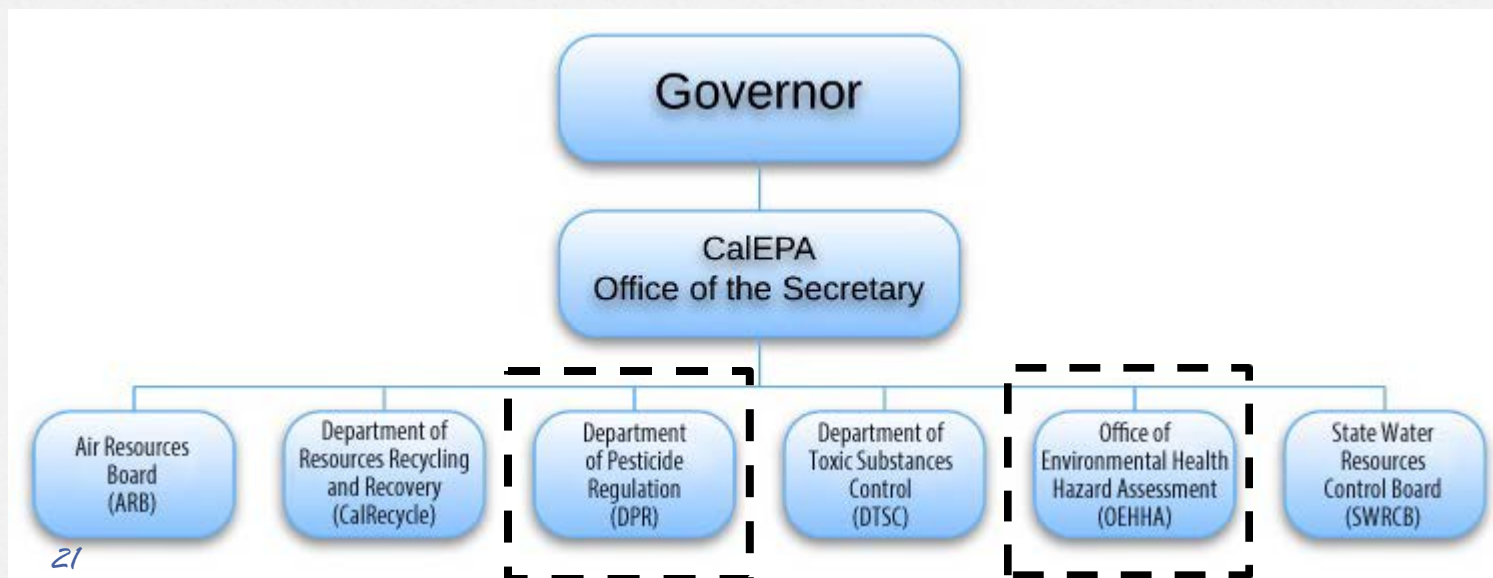 Governor
CalEPA
Office of the Secretary
Air Resources
Board
(ARB)
Department of
Resources Recycling
and Recovery
(CalRecycle)
Department
of Pesticide
Regulation
(DPR)
Department of
Toxic Substances
Control
(DTSC)
Office of
Environmental Health
Hazard Assessment
(OEHHA)
State Water
Resources
Control Board
(SWRCB)
21